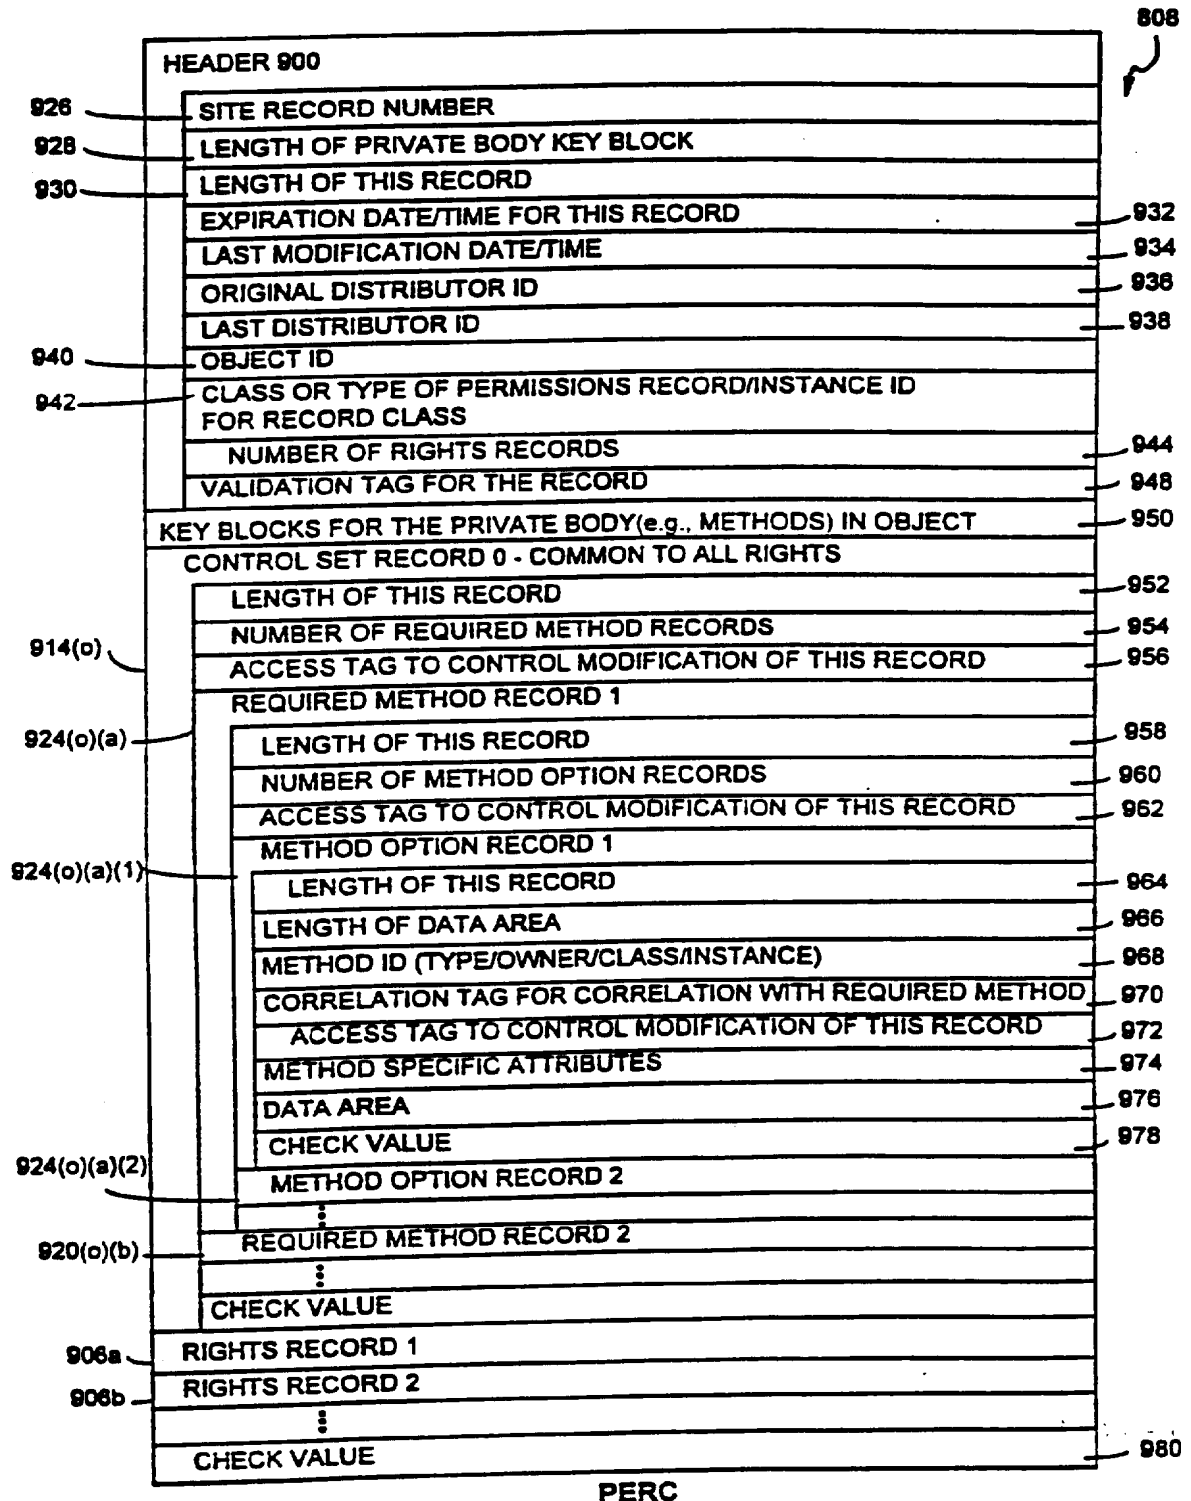 808
HEADER 900
926 SITE RECORD NUMBER
928 LENGTH OF PRIVATE BODY KEY BLOCK
930 LENGTH OF THIS RECORD
EXPIRATION DATE/TIME FOR THIS RECORD 932
LAST MODIFICATION DATE/TIME 934
ORIGINAL DISTRIBUTOR ID 936
LAST DISTRIBUTOR ID 938
940 OBJECT ID
942 CLASS OR TYPE OF PERMISSIONS RECORD/INSTANCE ID
FOR RECORD CLASS
NUMBER OF RIGHTS RECORDS 944
VALIDATION TAG FOR THE RECORD 948
KEY BLOCKS FOR THE PRIVATE BODY(e.g., METHODS) IN OBJECT 950
CONTROL SET RECORD 0 - COMMON TO ALL RIGHTS
LENGTH OF THIS RECORD 952
NUMBER OF REQUIRED METHOD RECORDS 954
914(o) ACCESS TAG TO CONTROL MODIFICATION OF THIS RECORD 956
REQUIRED METHOD RECORD 1
924(o)(a) LENGTH OF THIS RECORD 958
NUMBER OF METHOD OPTION RECORDS 960
ACCESS TAG TO CONTROL MODIFICATION OF THIS RECORD 962
METHOD OPTION RECORD 1
924(o)(a)(1) LENGTH OF THIS RECORD 964
LENGTH OF DATA AREA 966
METHOD ID (TYPE/OWNER/CLASS/INSTANCE) 968
CORRELATION TAG FOR CORRELATION WITH REQUIRED METHOD 970
ACCESS TAG TO CONTROL MODIFICATION OF THIS RECORD 972
METHOD SPECIFIC ATTRIBUTES 974
DATA AREA 976
CHECK VALUE 978
924(o)(a)(2) METHOD OPTION RECORD 2
920(o)(b) REQUIRED METHOD RECORD 2
CHECK VALUE
906a RIGHTS RECORD 1
906b RIGHTS RECORD 2
CHECK VALUE 980
PERC